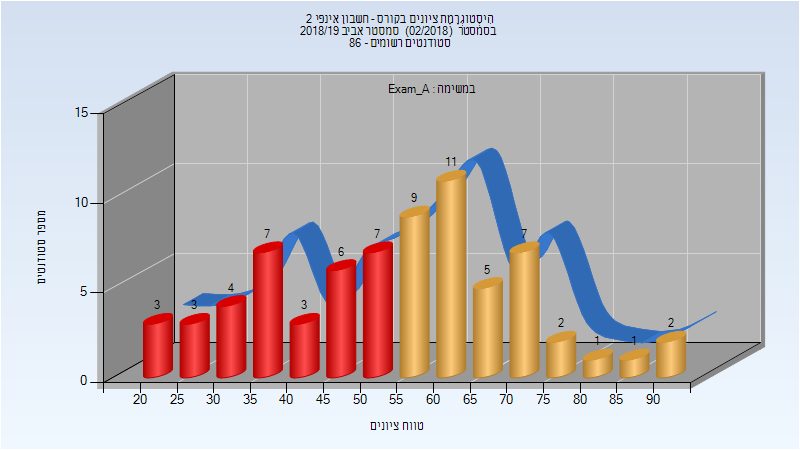 היסטוגרמת ציונים בקורס - חשבון אינפי 2
בסמסטר (02/2018) סמסטר אביב 2018/19
סטודנטים רשומים - 86
במשימה : Exam_A
מספר סטודנטים
15
10
5
0
3
3
4
7
3
6
7
9
11
5
7
2
1
1
2
20 25 30 35 40 45 50 55 60 65 70 75 80 85 90
טווח ציונים